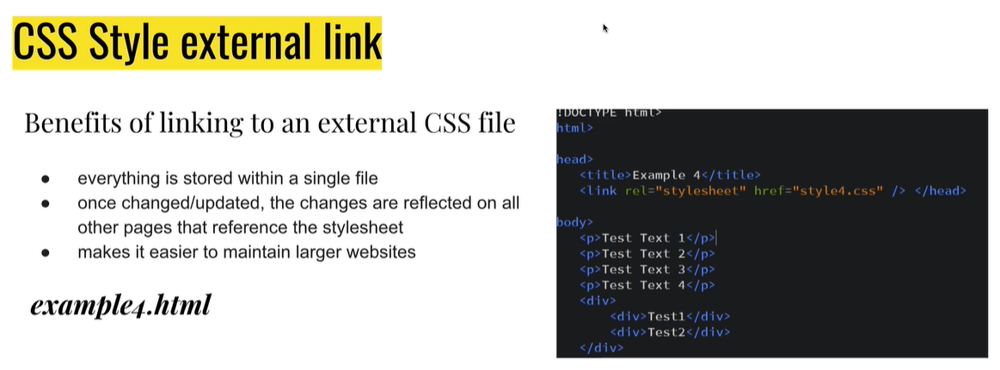 CSS Style external link
Benefits of linking to an external CSS file
● everything is stored within a single file
● once changed/updated, the changes are reflected on all
other pages that reference the stylesheet
● makes it easier to maintain larger websites
example4.html
!DOCTYPE html>
html>
head>
<title>Example 4</title>
<link rel="stylesheet" href="style4.css" /> </head>
body>
<p>Test Text 1</p>
<p>Test Text 2</p>
<p>Test Text 3</p>
<p>Test Text 4</p>
<div>
<div>Test1</div>
<div>Test2</div>
</div>